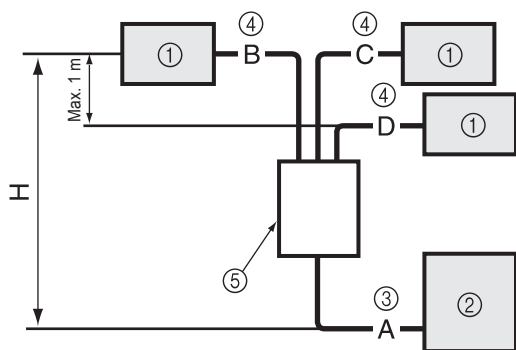 ④ ④
① B C ①
Max. 1 m
④
D ①
H
⑤
③ ②
A